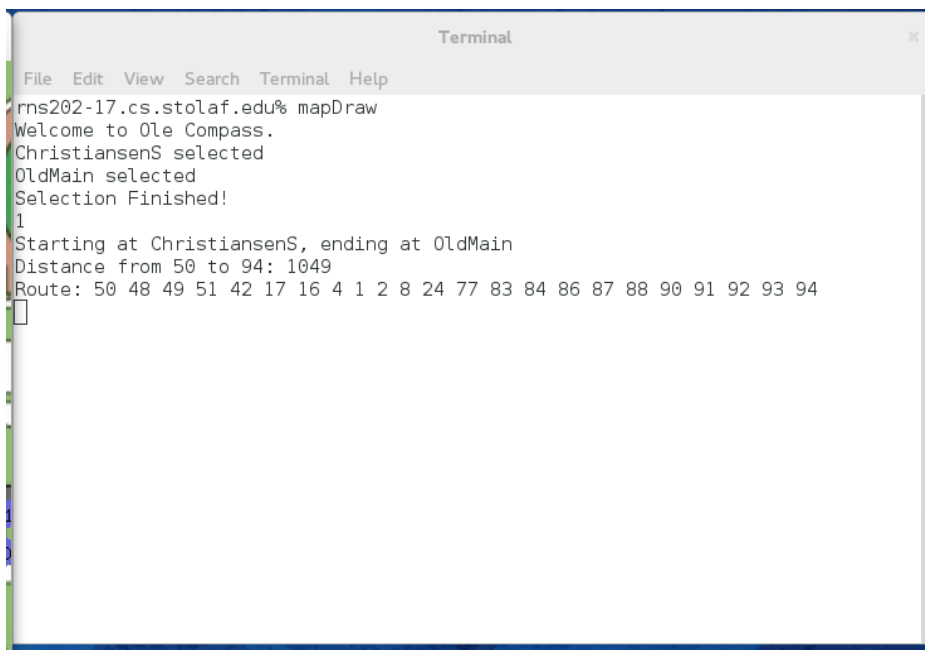 Terminal
File Edit View Search Terminal Help
rns202-17.cs.stolaf.edu% mapDraw
Welcome to Ole Compass.
ChristiansenS selected
OldMain selected
Selection Finished!
1
Starting at ChristiansenS, ending at OldMain
Distance from 50 to 94: 1049
Route: 50 48 49 51 42 17 16 4 1 2 8 24 77 83 84 86 87 88 90 91 92 93 94